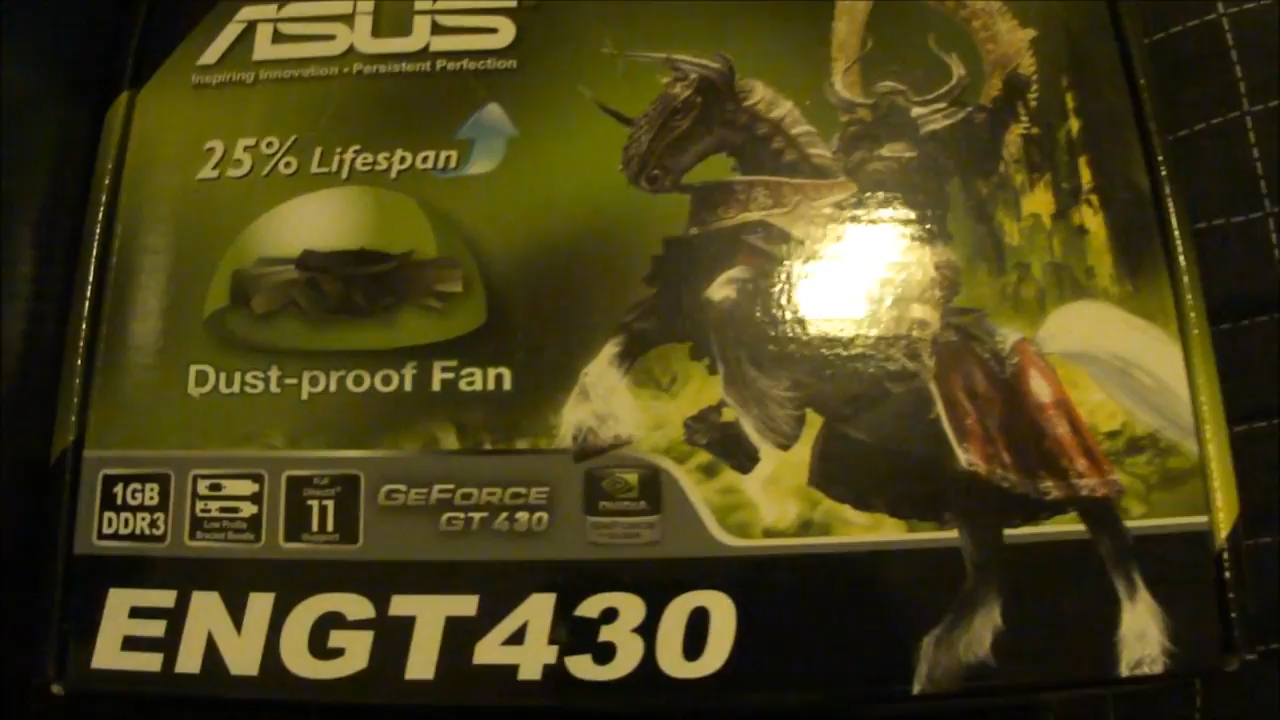 ASUS
Inspiring Innovation • Persistent Perfection
25% Lifespan
Dust-proof Fan
1GB
DDR3
Low Profile
Bracket Bundle
Full
DirectX®
11
Support
GEFORCE
GT 430
NVIDIA
GEFORCE
ENGT430